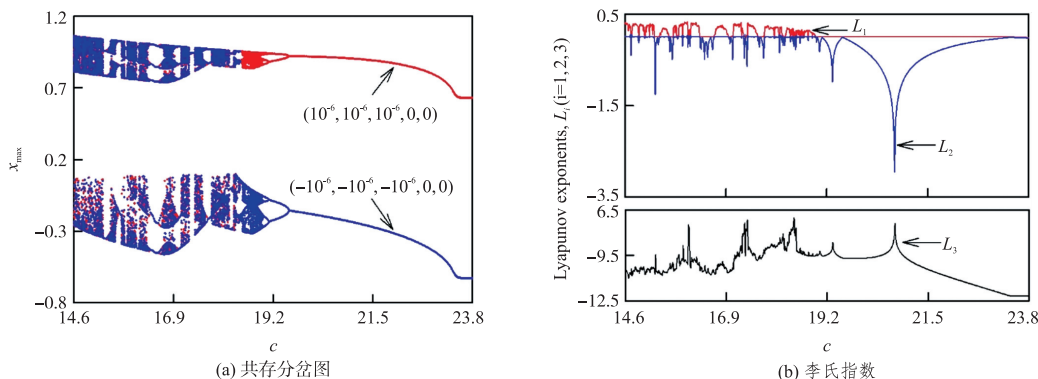 1.2
0.7
0.2
−0.3
−0.8
x_max
14.6 16.9 19.2 21.5 23.8
c
(10⁻⁶, 10⁻⁶, 10⁻⁶, 0, 0)
(−10⁻⁶, −10⁻⁶, −10⁻⁶, 0, 0)
(a) 共存分岔图
0.5
−1.5
−3.5
6.5
−9.5
−12.5
Lyapunov exponents, L_i (i=1, 2, 3)
L₁
L₂
L₃
14.6 16.9 19.2 21.5 23.8
c
(b) 李氏指数